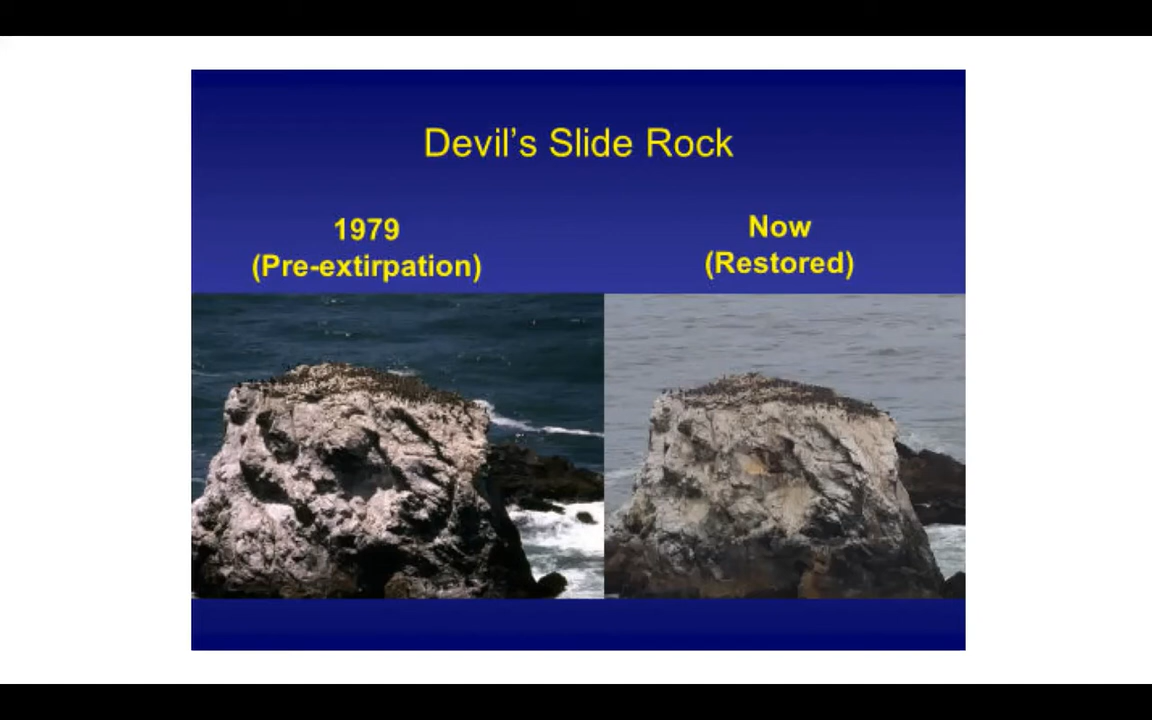 Devil's Slide Rock
1979
(Pre-extirpation)
Now
(Restored)